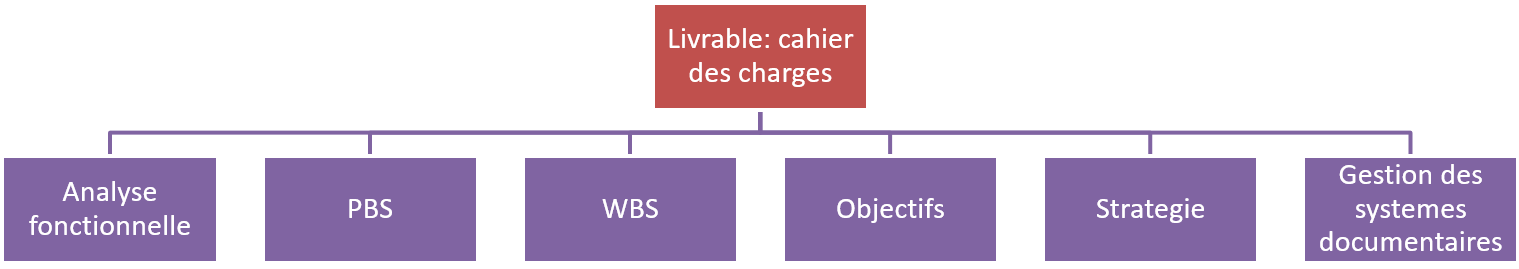 Livrable: cahier
des charges
Analyse
fonctionnelle
PBS
WBS
Objectifs
Strategie
Gestion des
systemes
documentaires